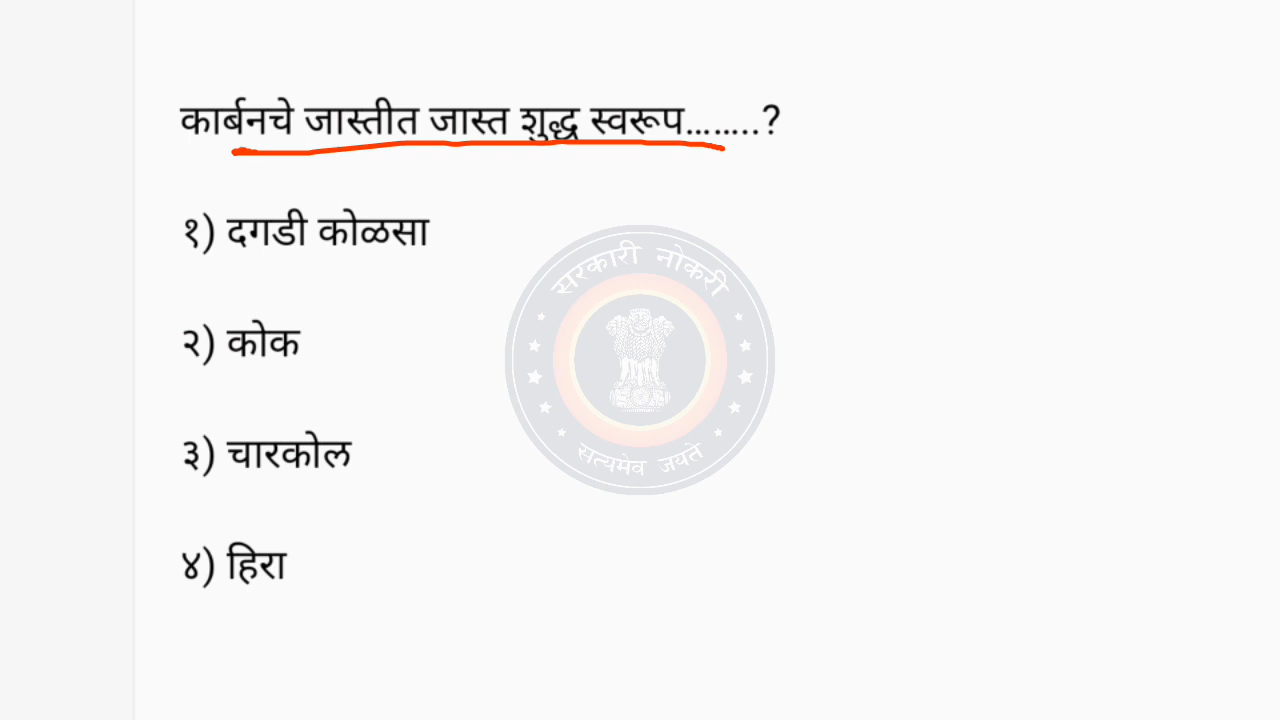 कार्बनचे जास्तीत जास्त शुद्ध स्वरूप........?
१) दगडी कोळसा
सरकारी नोकरी
२) कोक
३) चारकोल
सत्यमेव जयते
४) हिरा